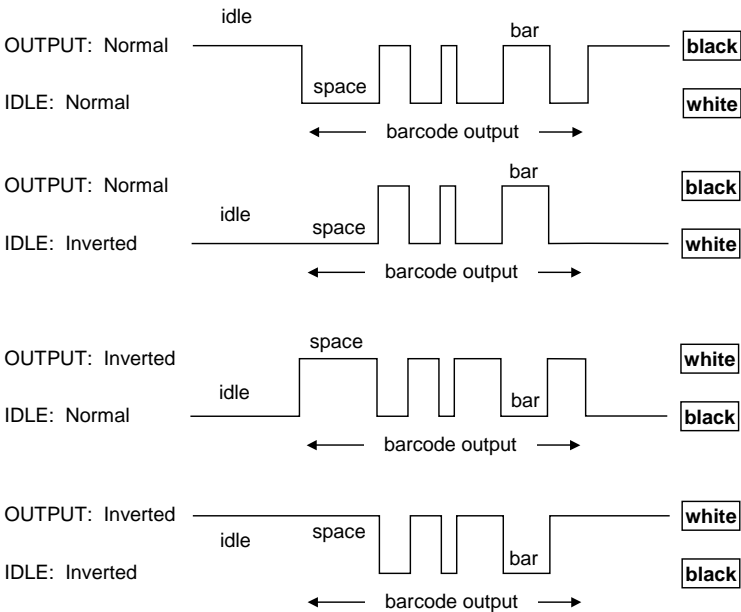 idle
OUTPUT: Normal bar black
space
IDLE: Normal white
barcode output
bar
OUTPUT: Normal black
idle
space
IDLE: Inverted white
barcode output
space
OUTPUT: Inverted white
idle
bar
IDLE: Normal black
barcode output
OUTPUT: Inverted white
idle space
bar
IDLE: Inverted black
barcode output